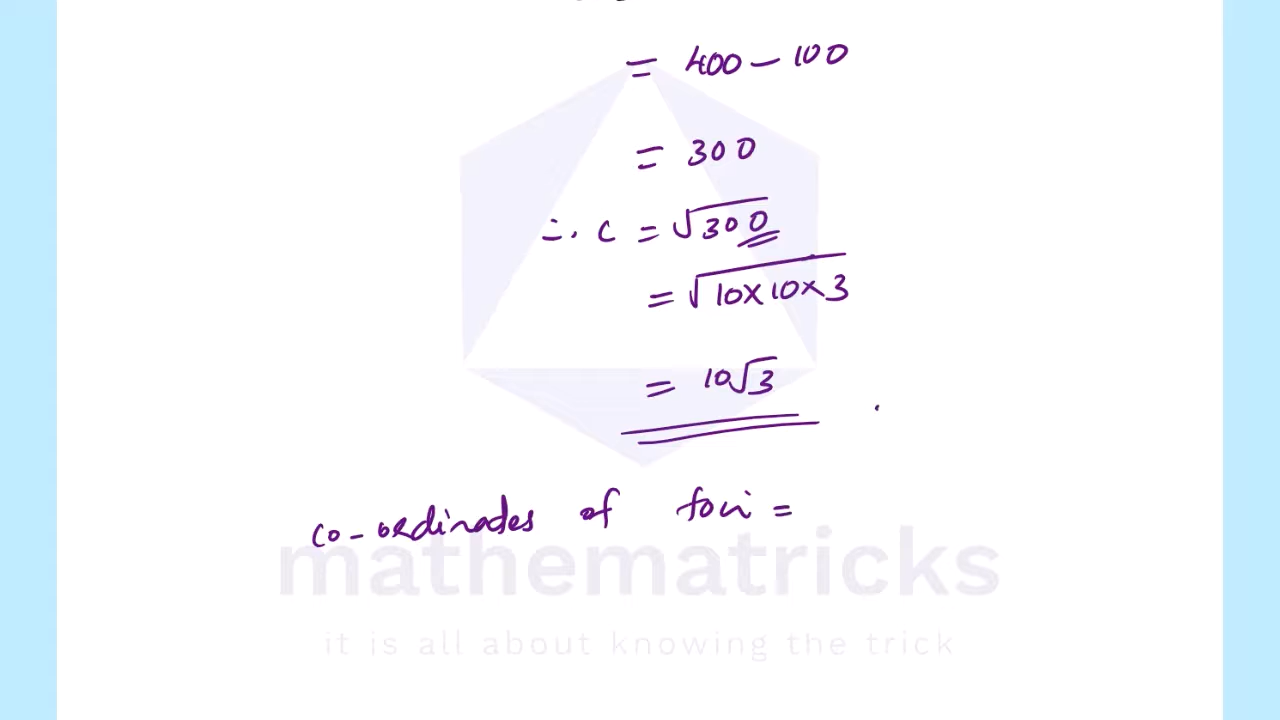 = 400 - 100
= 300
∴ c = √300
= √10×10×3
= 10√3
co-ordinates of foci =
mathematricks
it is all about knowing the trick